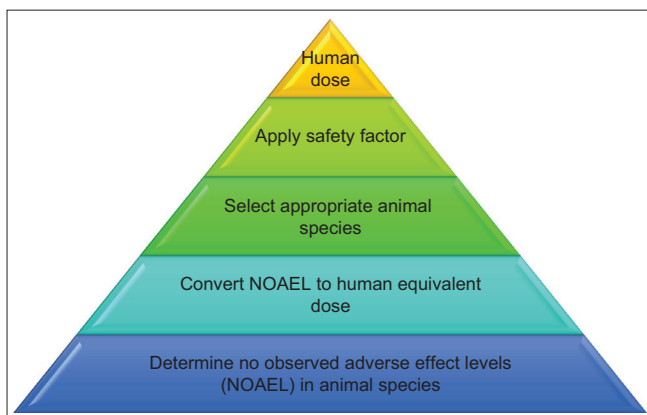 Human
dose
Apply safety factor
Select appropriate animal
species
Convert NOAEL to human equivalent
dose
Determine no observed adverse effect levels
(NOAEL) in animal species